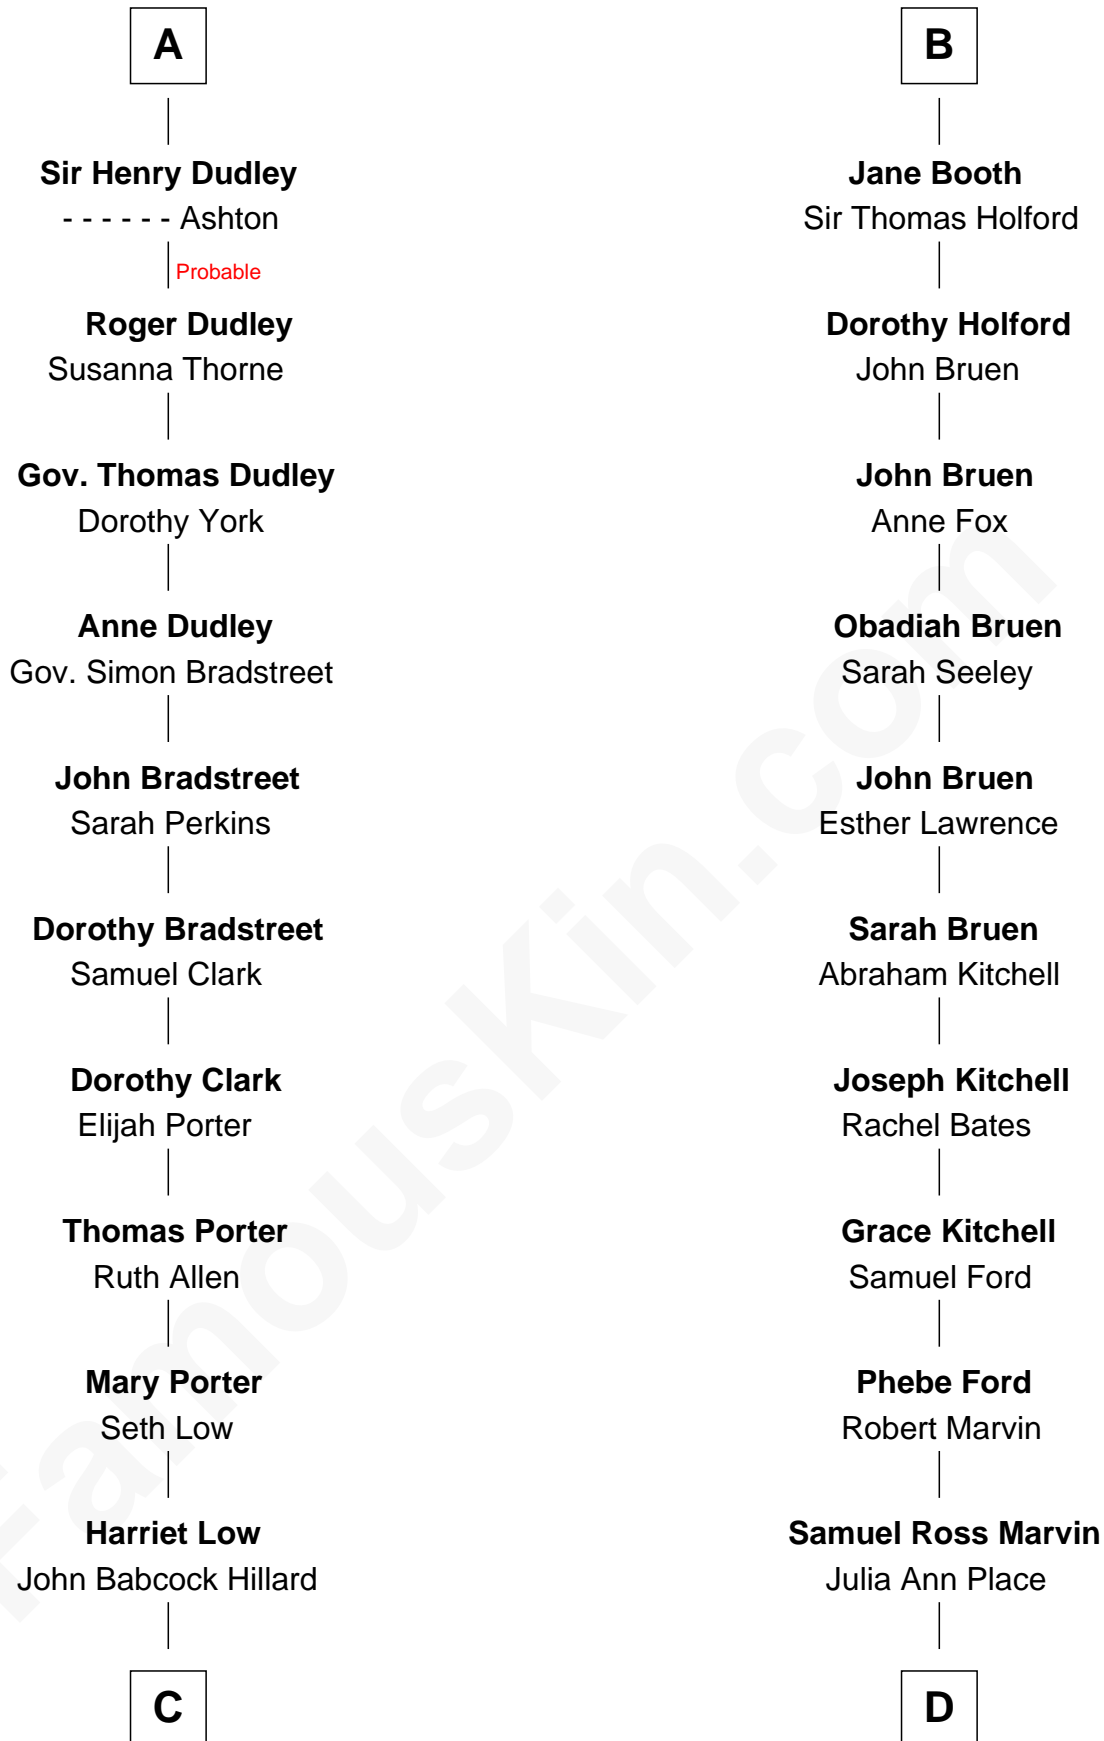 A
Sir Henry Dudley
- - - - - - Ashton
Probable
Roger Dudley
Susanna Thorne
Gov. Thomas Dudley
Dorothy York
Anne Dudley
Gov. Simon Bradstreet
John Bradstreet
Sarah Perkins
Dorothy Bradstreet
Samuel Clark
Dorothy Clark
Elijah Porter
Thomas Porter
Ruth Allen
Mary Porter
Seth Low
Harriet Low
John Babcock Hillard
C
B
Jane Booth
Sir Thomas Holford
Dorothy Holford
John Bruen
John Bruen
Anne Fox
Obadiah Bruen
Sarah Seeley
John Bruen
Esther Lawrence
Sarah Bruen
Abraham Kitchell
Joseph Kitchell
Rachel Bates
Grace Kitchell
Samuel Ford
Phebe Ford
Robert Marvin
Samuel Ross Marvin
Julia Ann Place
D
FamousKin.com